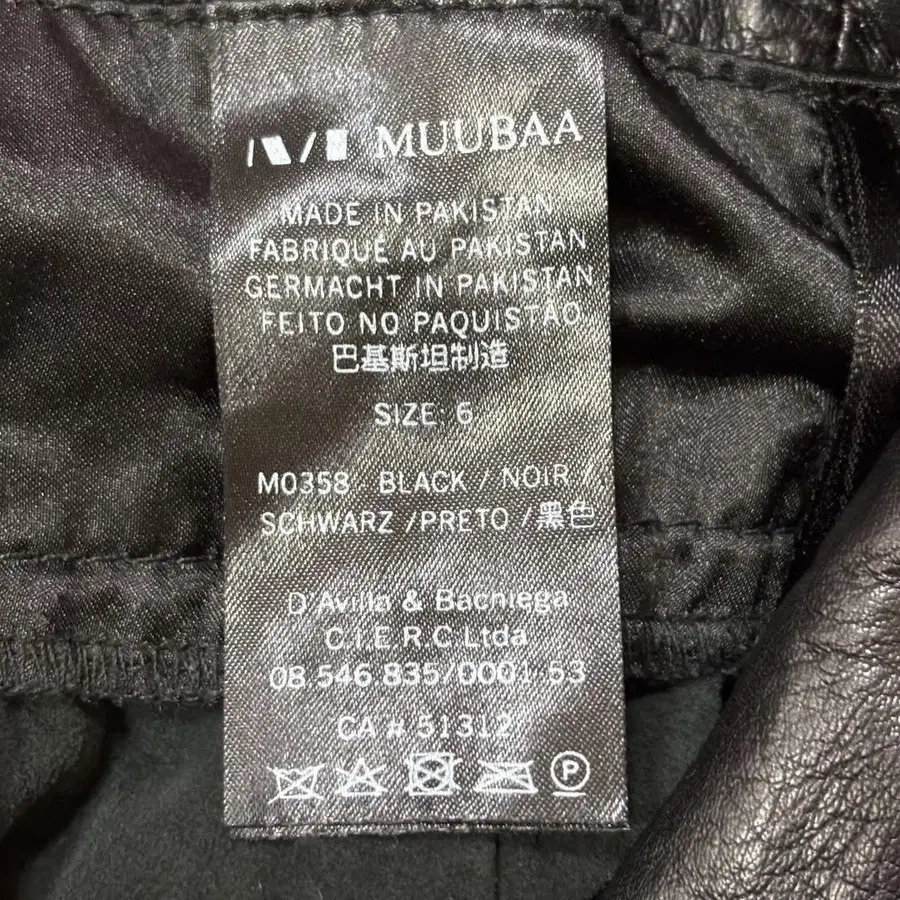 MUUBAA
MADE IN PAKISTAN
FABRIQUÉ AU PAKISTAN
GERMACHT IN PAKISTAN
FEITO NO PAQUISTÃO
巴基斯坦制造
SIZE: 6
M0358 BLACK / NOIR /
SCHWARZ /PRETO / 黑色
D'Avilla & Bachiega
C.I.E.R.C Ltda
08.546.835/0001.53
CA # 51312
P